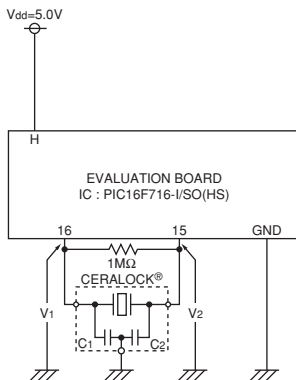 Vdd=5.0V
H
EVALUATION BOARD
IC : PIC16F716-I/SO(HS)
16
15
GND
1MΩ
CERALOCK®
V1
V2
C1
C2